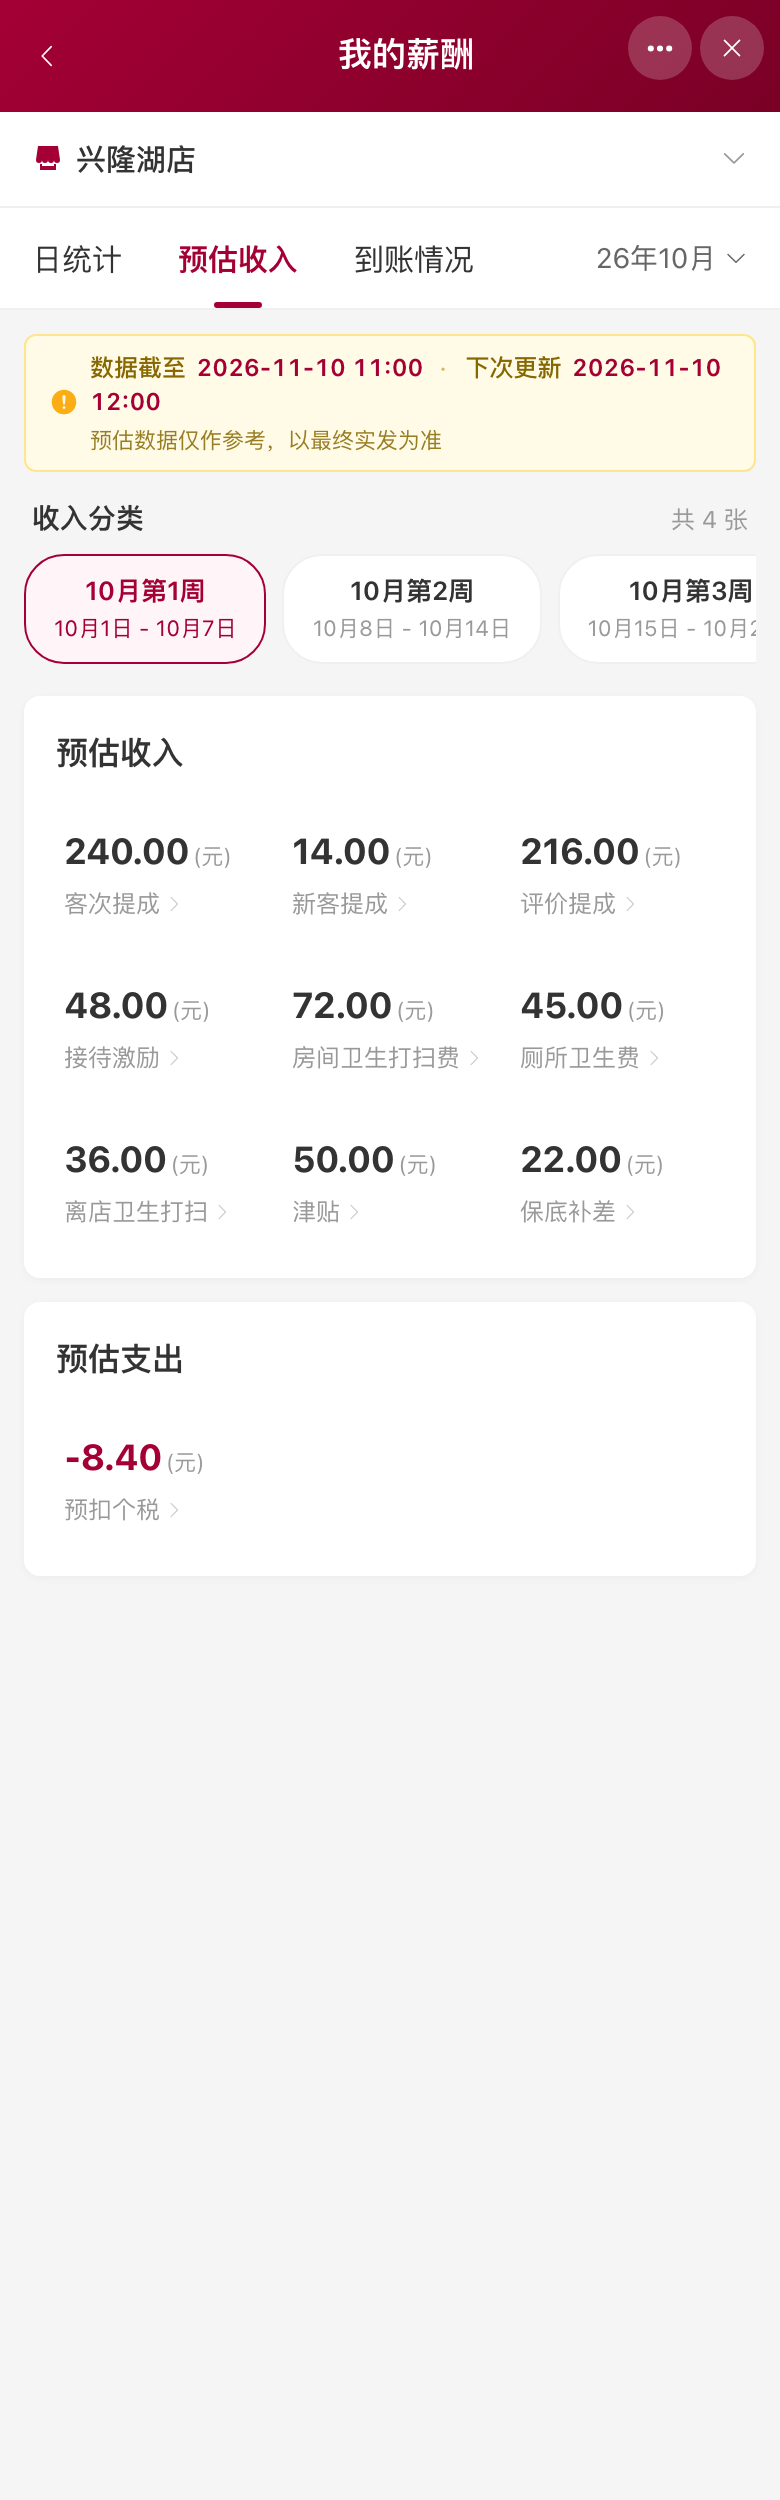 我的薪酬
兴隆湖店
日统计 预估收入 到账情况 26年10月
数据截至 2026-11-10 11:00 · 下次更新 2026-11-10
12:00
预估数据仅作参考，以最终实发为准
收入分类 共 4 张
10月第1周 10月第2周 10月第3周
10月1日 - 10月7日 10月8日 - 10月14日 10月15日 - 10月2
预估收入
240.00 (元) 14.00 (元) 216.00 (元)
客次提成 新客提成 评价提成
48.00 (元) 72.00 (元) 45.00 (元)
接待激励 房间卫生打扫费 厕所卫生费
36.00 (元) 50.00 (元) 22.00 (元)
离店卫生打扫 津贴 保底补差
预估支出
-8.40 (元)
预扣个税